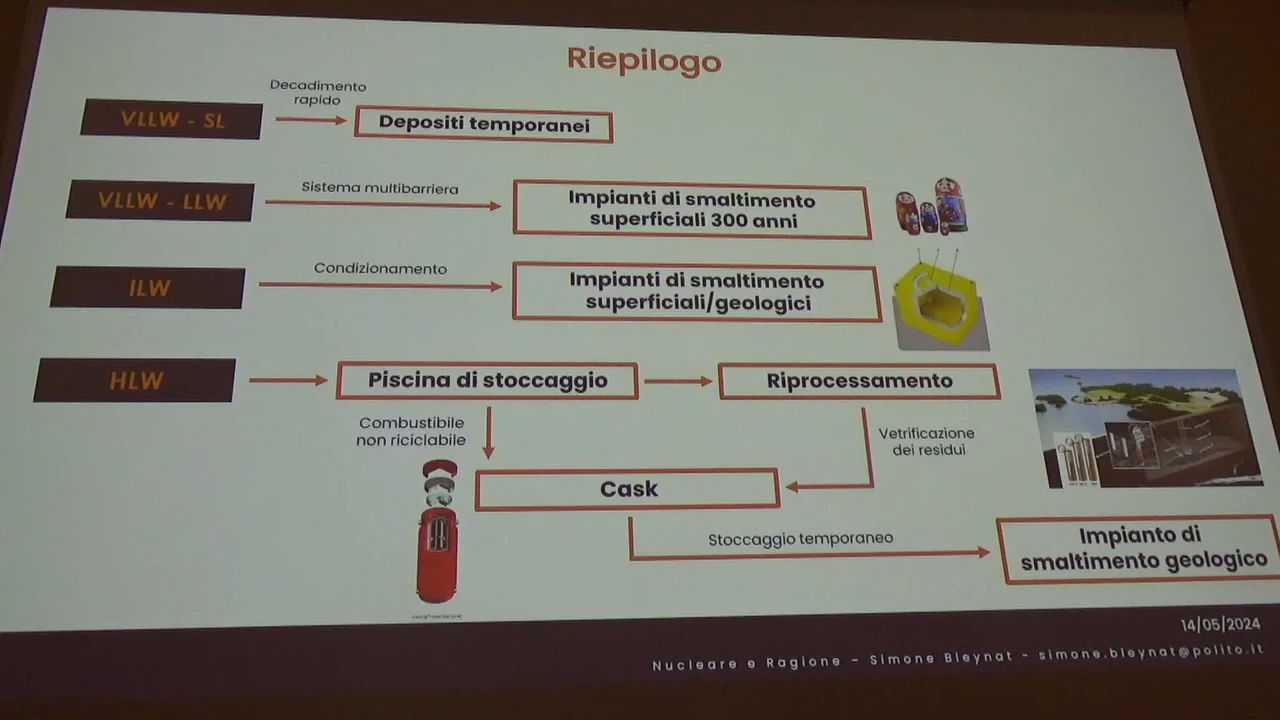 Riepilogo
Decadimento
rapido
VLLW - SL
Depositi temporanei
VLLW - LLW
Sistema multibarriera
Impianti di smaltimento
superficiali 300 anni
ILW
Condizionamento
Impianti di smaltimento
superficiali/geologici
HLW
Piscina di stoccaggio
Riprocessamento
Combustibile
non riciclabile
Vetrificazione
dei residui
Cask
Stoccaggio temporaneo
Impianto di
smaltimento geologico
14/05/2024
Nucleare e Ragione - Simone Bleynat - simone.bleynat@polito.it